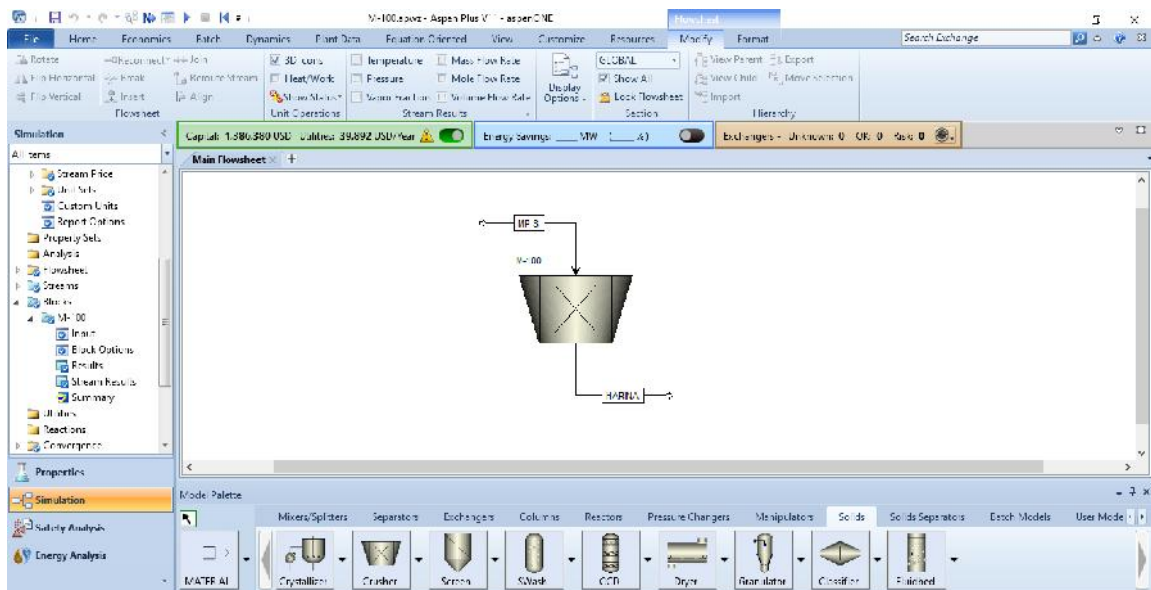 M-100.apwz - Aspen Plus V11 - aspenONE
Flowsheet
File Home Economics Batch Dynamics Plant Data Equation Oriented View Customize Resources Modify Format
Search Exchange
Rotate Reconnect Join
Flip Horizontal Break Reroute Stream
Flip Vertical Insert Align
Flowsheet
3D Icons
Heat/Work
Show Status
Unit Operations
Temperature Mass Flow Rate
Pressure Mole Flow Rate
Vapor Fraction Volume Flow Rate
Stream Results
Display Options
GLOBAL
Show All
Lock Flowsheet
Section
View Parent Export
View Child Move Selection
Import
Hierarchy
Simulation
Capital: 1,386,380 USD Utilities: 39,892 USD/Year
Energy Savings: ____ MW (____%)
Exchangers - Unknown: 0 OK: 0 Risk: 0
All Items
Main Flowsheet
Stream Price
Unit Sets
Custom Units
Report Options
Property Sets
Analysis
Flowsheet
Streams
Blocks
M-100
Input
Block Options
Results
Stream Results
Summary
Utilities
Reactions
Convergence
M-100
HARINA
Properties
Simulation
Safety Analysis
Energy Analysis
Model Palette
Mixers/Splitters Separators Exchangers Columns Reactors Pressure Changers Manipulators Solids Solids Separators Batch Models User Mode
MATERIAL
Crystallizer Crusher Screen SWash CCD Dryer Granulator Classifier Fluidbed